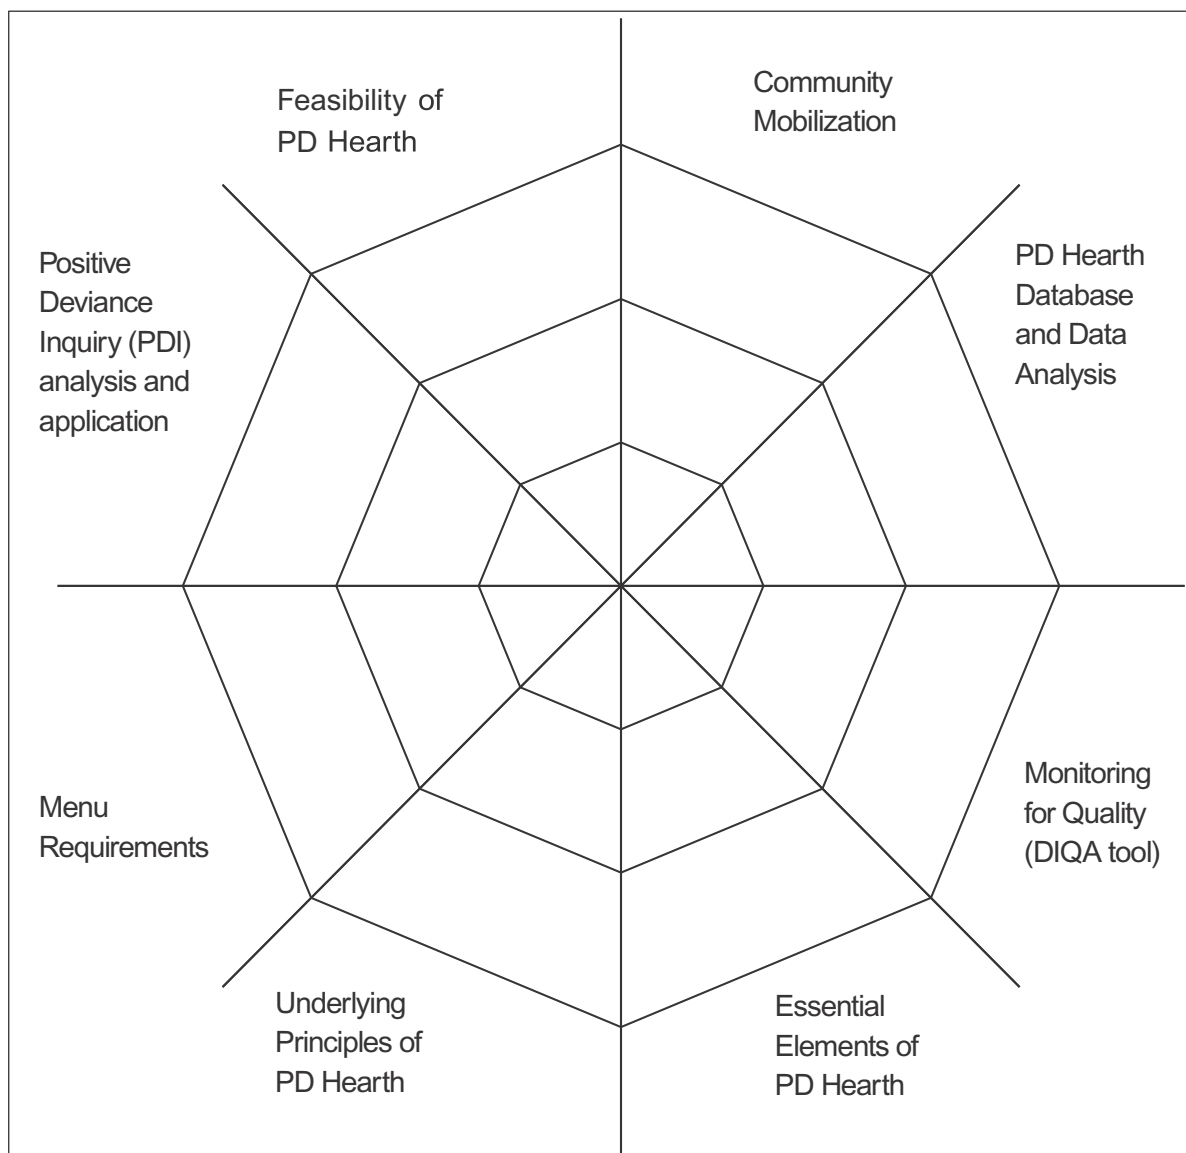 Feasibility of
PD Hearth
Community
Mobilization
Positive
Deviance
Inquiry (PDI)
analysis and
application
PD Hearth
Database
and Data
Analysis
Menu
Requirements
Monitoring
for Quality
(DIQA tool)
Underlying
Principles of
PD Hearth
Essential
Elements of
PD Hearth